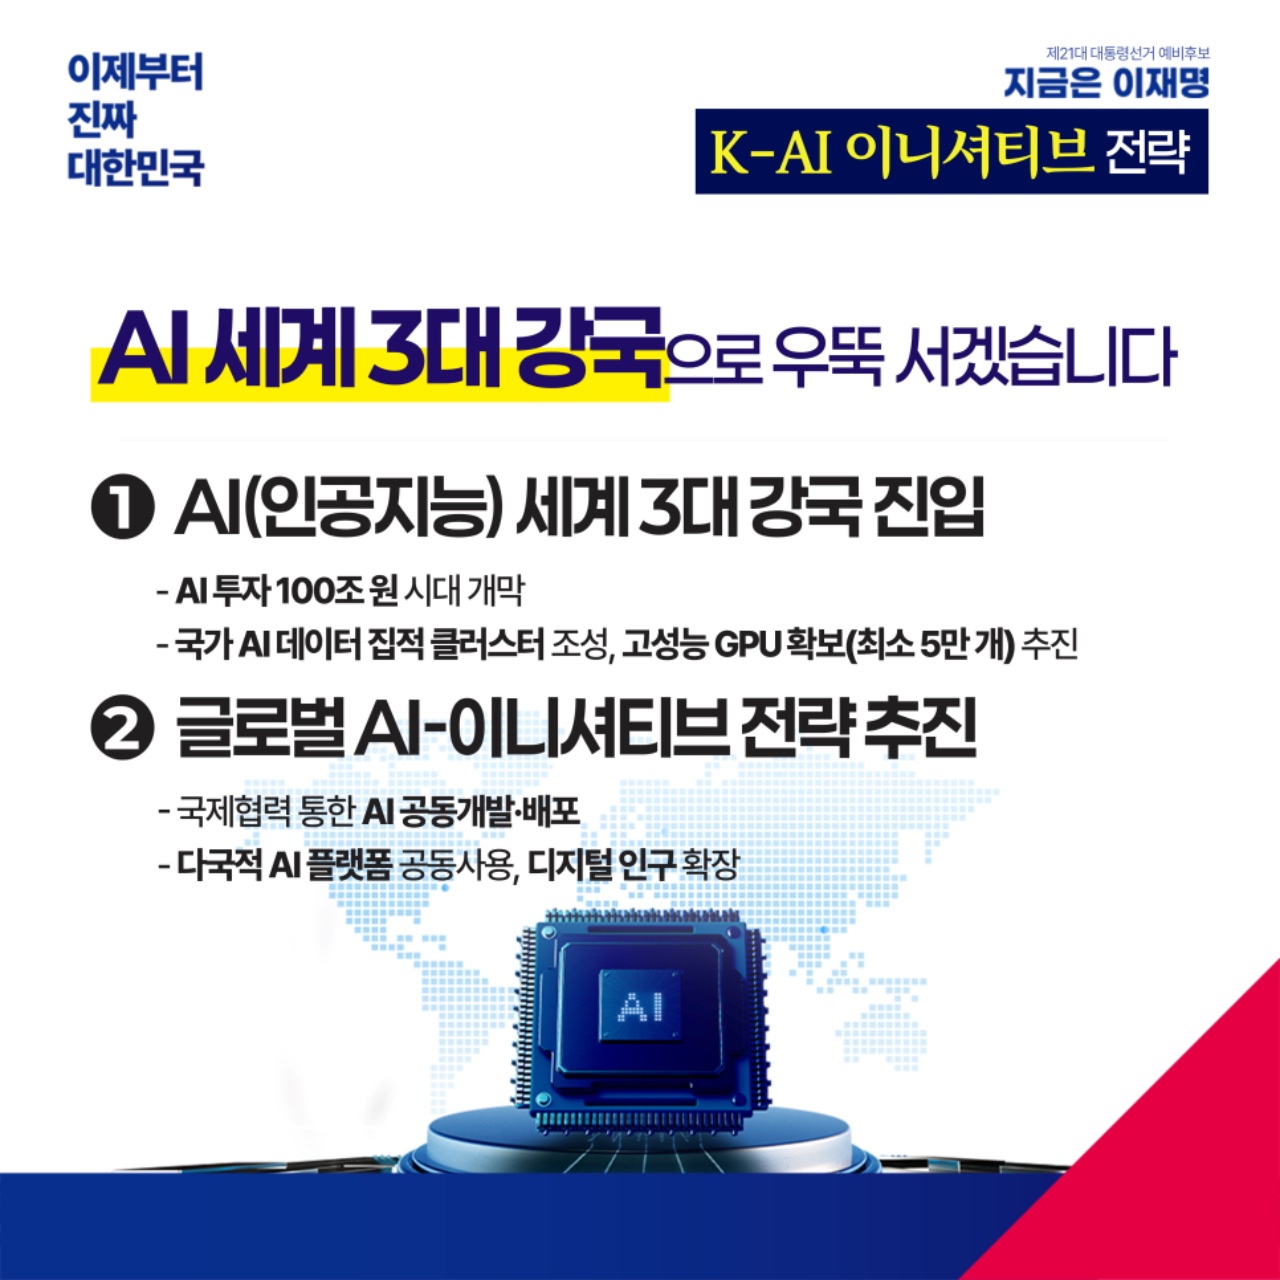 이제부터
진짜
대한민국
제21대 대통령선거 예비후보
지금은 이재명
K-AI 이니셔티브 전략
AI 세계 3대 강국으로 우뚝 서겠습니다
❶ AI(인공지능) 세계 3대 강국 진입
- AI 투자 100조 원 시대 개막
- 국가 AI 데이터 집적 클러스터 조성, 고성능 GPU 확보(최소 5만 개) 추진
❷ 글로벌 AI-이니셔티브 전략 추진
- 국제협력 통한 AI 공동개발·배포
- 다국적 AI 플랫폼 공동사용, 디지털 인구 확장
AI